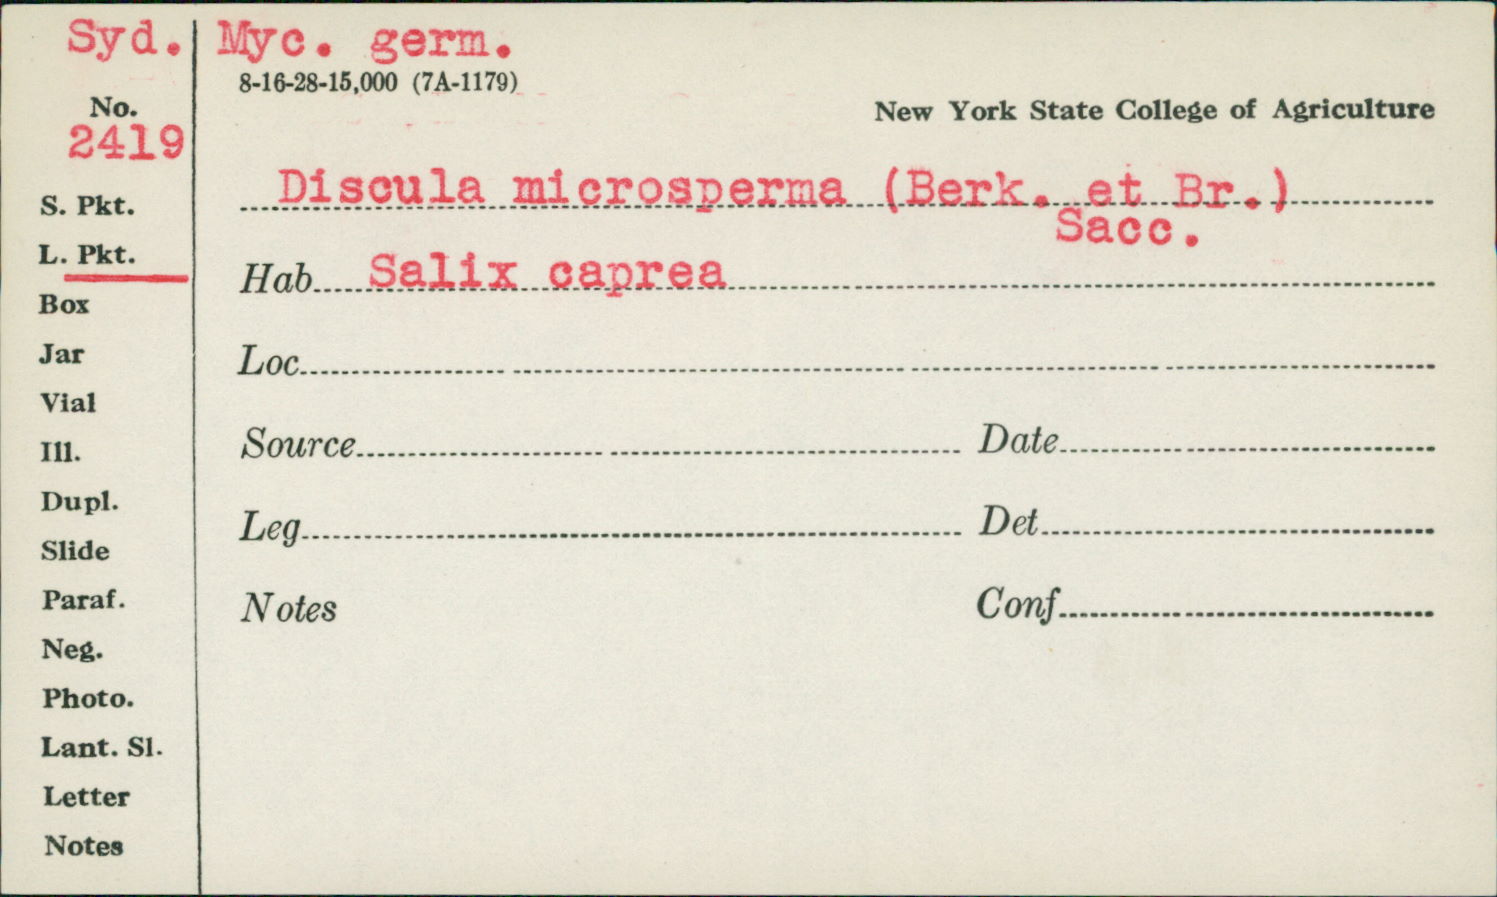 Syd. Myc. germ.
8-16-28-15,000 (7A-1179)
No.
2419
New York State College of Agriculture
Discula microsperma (Berk. et Br.)
Sacc.
Hab Salix caprea
Loc
Source Date
Leg Det
Notes Conf
S. Pkt.
L. Pkt.
Box
Jar
Vial
Ill.
Dupl.
Slide
Paraf.
Neg.
Photo.
Lant. Sl.
Letter
Notes